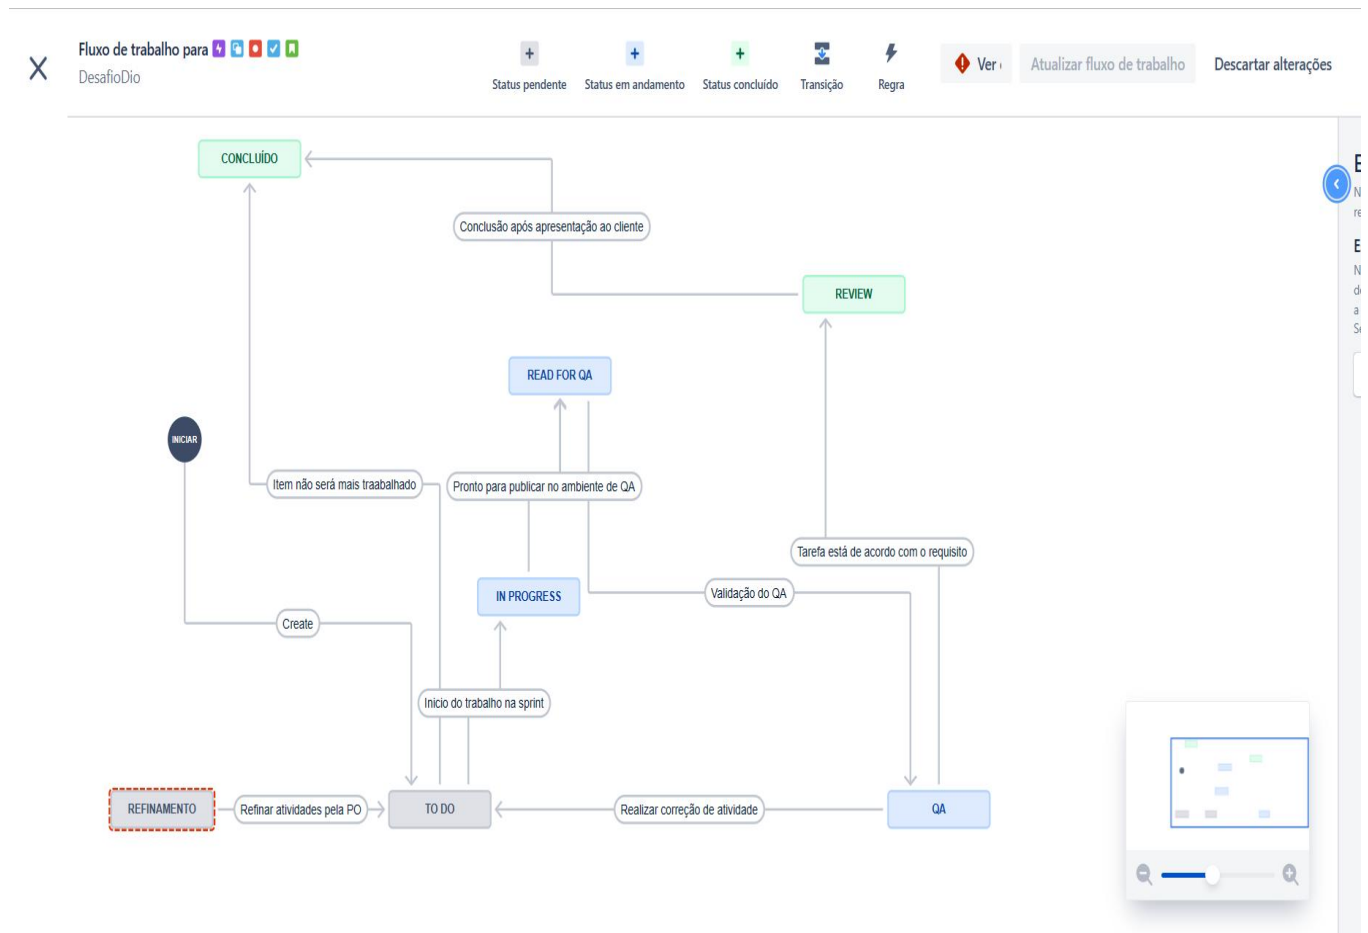 Fluxo de trabalho para
DesafioDio
Status pendente
Status em andamento
Status concluído
Transição
Regra
Ver
Atualizar fluxo de trabalho
Descartar alterações
CONCLUÍDO
Conclusão após apresentação ao cliente
REVIEW
READ FOR QA
INICIAR
Item não será mais traabalhado
Pronto para publicar no ambiente de QA
Tarefa está de acordo com o requisito
IN PROGRESS
Validação do QA
Create
Inicio do trabalho na sprint
REFINAMENTO
Refinar atividades pela PO
TO DO
Realizar correção de atividade
QA